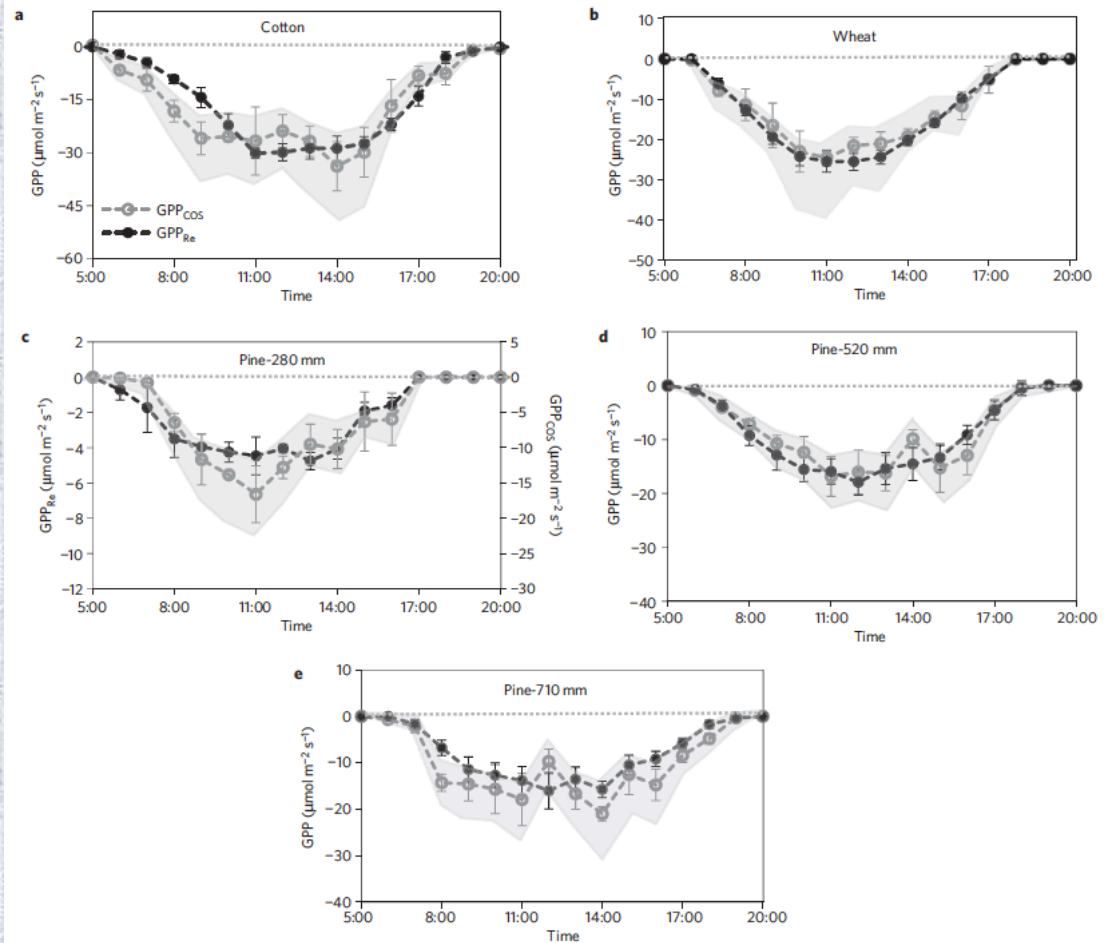 a
Cotton
0
−15
−30
−45
−60
GPP (μmol m−2 s−1)
GPPCOS
GPPRe
5:00 8:00 11:00 14:00 17:00 20:00
Time
b
Wheat
10
0
−10
−20
−30
−40
−50
GPP (μmol m−2 s−1)
5:00 8:00 11:00 14:00 17:00 20:00
Time
c
Pine-280 mm
2
0
−2
−4
−6
−8
−10
−12
GPPRe (μmol m−2 s−1)
5
0
−5
−10
−15
−20
−25
−30
GPPCOS (μmol m−2 s−1)
5:00 8:00 11:00 14:00 17:00 20:00
Time
d
Pine-520 mm
10
0
−10
−20
−30
−40
GPP (μmol m−2 s−1)
5:00 8:00 11:00 14:00 17:00 20:00
Time
e
Pine-710 mm
10
0
−10
−20
−30
−40
GPP (μmol m−2 s−1)
5:00 8:00 11:00 14:00 17:00 20:00
Time